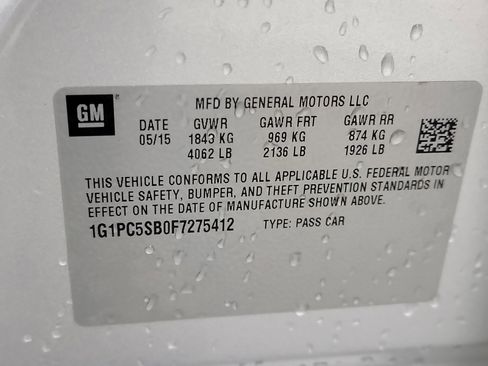 GM
MFD BY GENERAL MOTORS LLC
DATE GVWR GAWR FRT GAWR RR
05/15 1843 KG 969 KG 874 KG
4062 LB 2136 LB 1926 LB
THIS VEHICLE CONFORMS TO ALL APPLICABLE U.S. FEDERAL MOTOR
VEHICLE SAFETY, BUMPER, AND THEFT PREVENTION STANDARDS IN
EFFECT ON THE DATE OF MANUFACTURE SHOWN ABOVE.
1G1PC5SB0F7275412 TYPE: PASS CAR